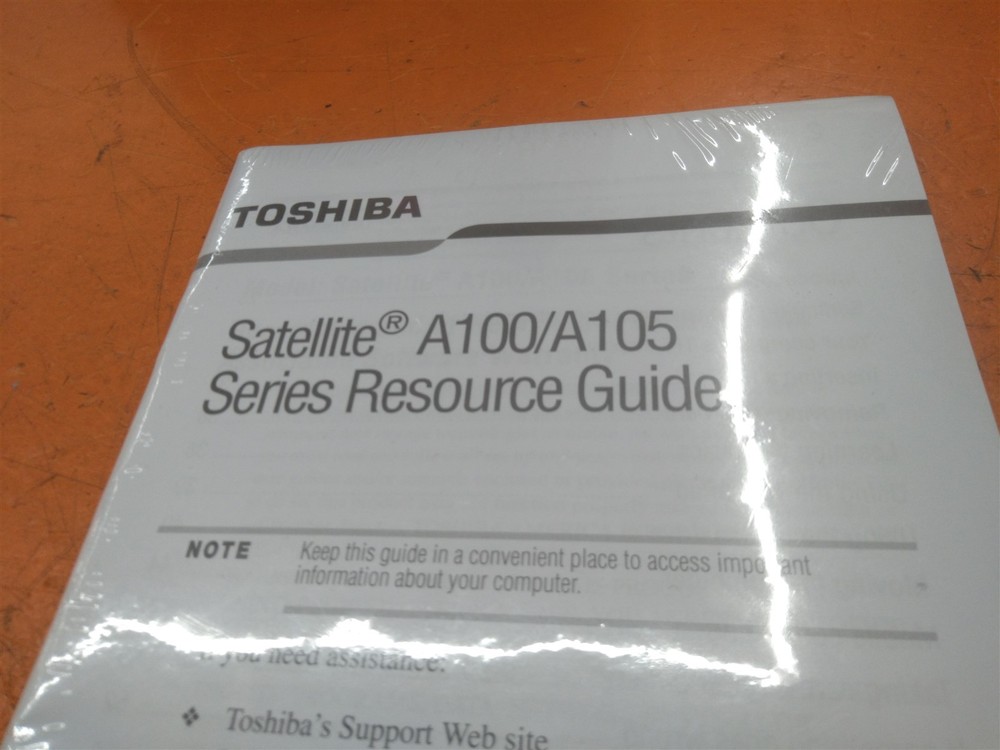 TOSHIBA
Satellite® A100/A105
Series Resource Guide
NOTE Keep this guide in a convenient place to access important
information about your computer.
If you need assistance:
❖ Toshiba's Support Web site